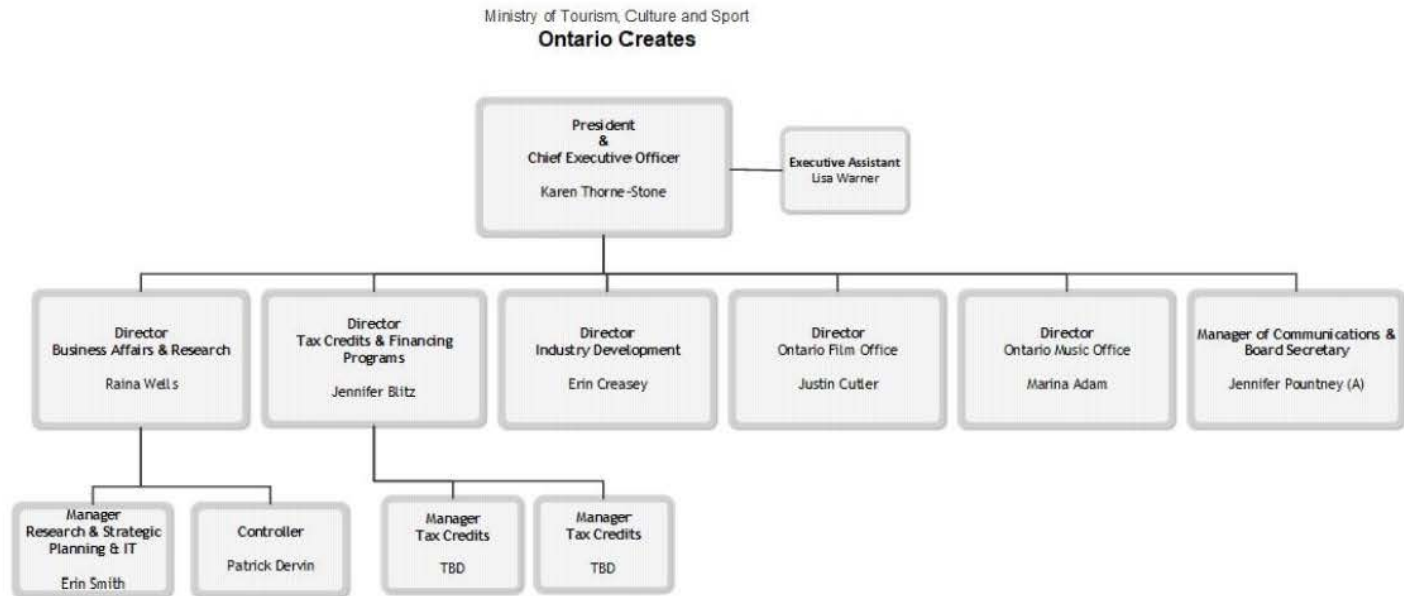 Ministry of Tourism, Culture and Sport
Ontario Creates
President
&
Chief Executive Officer
Karen Thorne-Stone
Executive Assistant
Lisa Warner
Director
Business Affairs & Research
Raina Wells
Director
Tax Credits & Financing
Programs
Jennifer Blitz
Director
Industry Development
Erin Creasey
Director
Ontario Film Office
Justin Cutler
Director
Ontario Music Office
Marina Adam
Manager of Communications &
Board Secretary
Jennifer Pountney (A)
Manager
Research & Strategic
Planning & IT
Erin Smith
Controller
Patrick Dervin
Manager
Tax Credits
TBD
Manager
Tax Credits
TBD